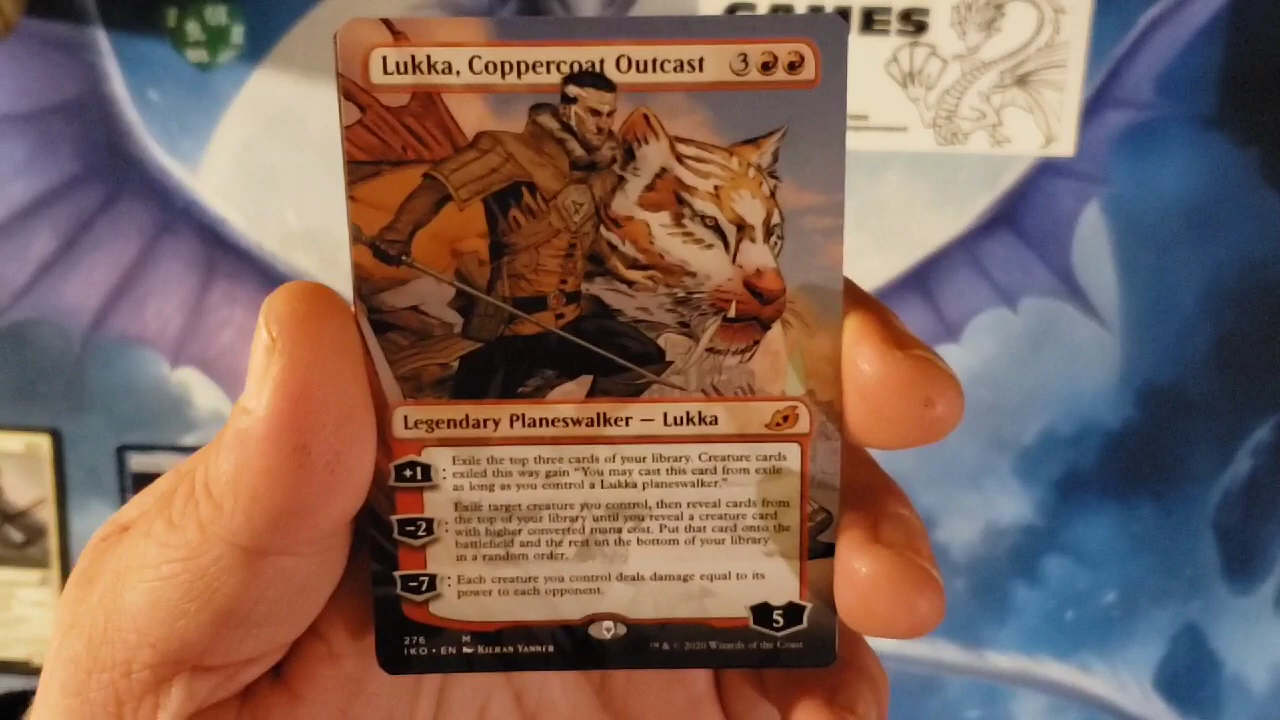 GAMES
Lukka, Coppercoat Outcast 3
Legendary Planeswalker — Lukka
+1 : Exile the top three cards of your library. Creature cards
exiled this way gain "You may cast this card from exile
as long as you control a Lukka planeswalker."
-2 : Exile target creature you control, then reveal cards from
the top of your library until you reveal a creature card
with higher converted mana cost. Put that card onto the
battlefield and the rest on the bottom of your library
in a random order.
-7 : Each creature you control deals damage equal to its
power to each opponent.
5
276 M
IKO • EN Kieran Yanner
™ & © 2020 Wizards of the Coast